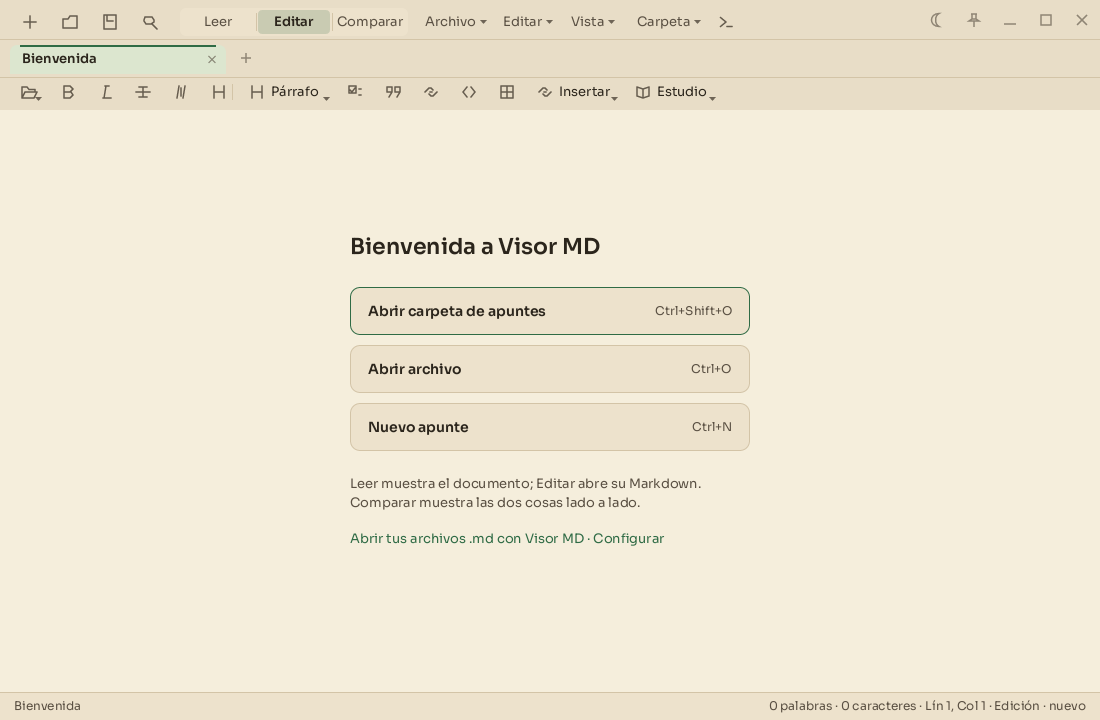 Leer Editar Comparar Archivo Editar Vista Carpeta
Bienvenida
Párrafo Insertar Estudio
Bienvenida a Visor MD
Abrir carpeta de apuntes Ctrl+Shift+O
Abrir archivo Ctrl+O
Nuevo apunte Ctrl+N
Leer muestra el documento; Editar abre su Markdown.
Comparar muestra las dos cosas lado a lado.
Abrir tus archivos .md con Visor MD · Configurar
Bienvenida 0 palabras · 0 caracteres · Lín 1, Col 1 · Edición · nuevo